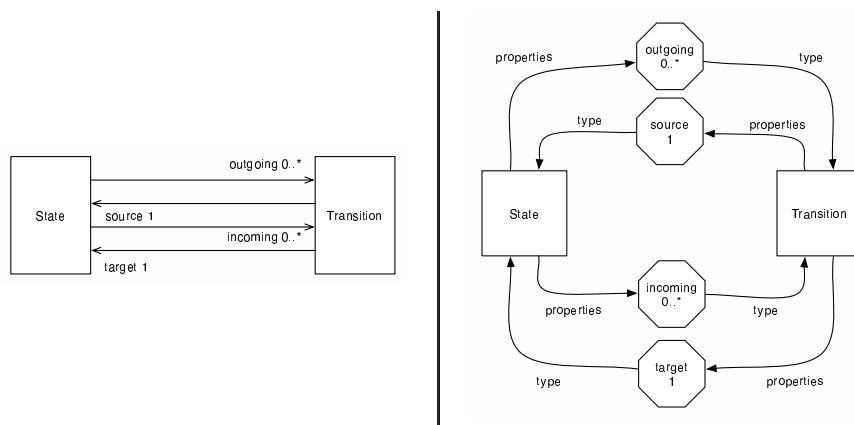 outgoing 0..*
State
Transition
source 1
incoming 0..*
target 1
outgoing
0..*
properties
type
type
source
1
properties
State
Transition
incoming
0..*
properties
type
target
1
type
properties